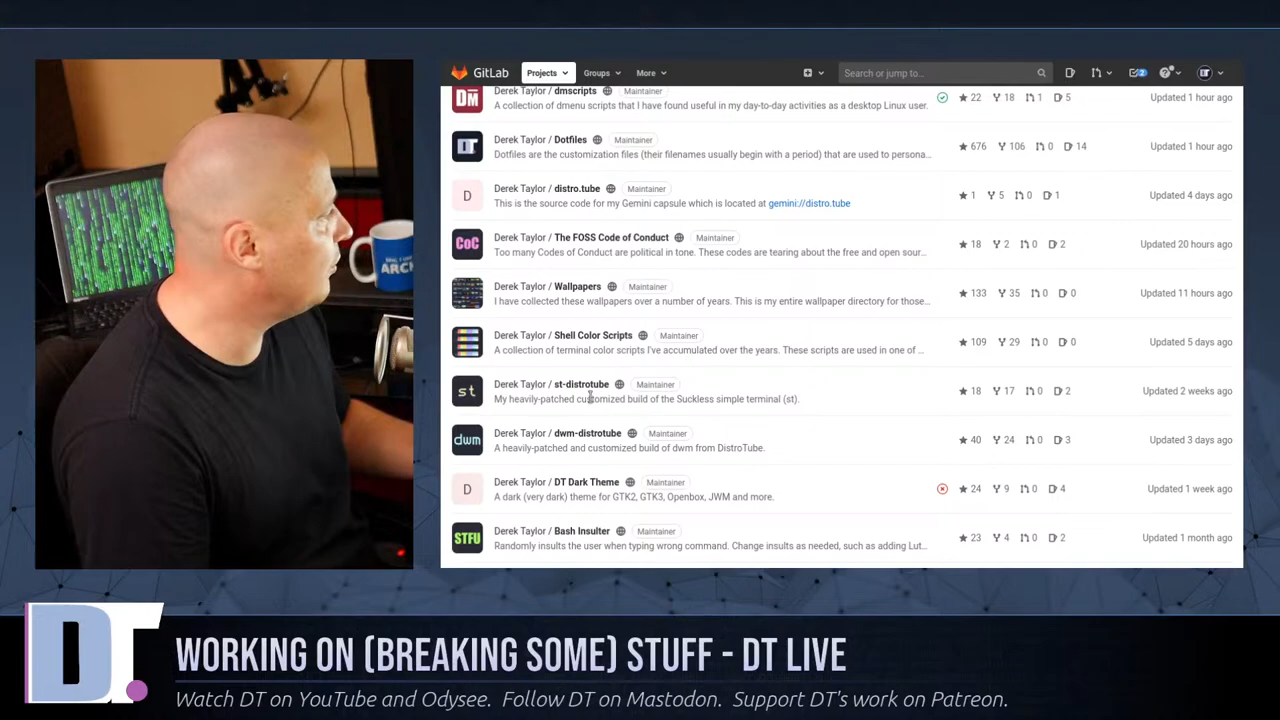 GitLab Projects Groups More Search or jump to... 2
DM Derek Taylor / dmscripts Maintainer
A collection of dmenu scripts that I have found useful in my day-to-day activities as a desktop Linux user. 22 18 1 5 Updated 1 hour ago
DT Derek Taylor / Dotfiles Maintainer
Dotfiles are the customization files (their filenames usually begin with a period) that are used to persona... 676 106 0 14 Updated 1 hour ago
D Derek Taylor / distro.tube Maintainer
This is the source code for my Gemini capsule which is located at gemini://distro.tube 1 5 0 1 Updated 4 days ago
CoC Derek Taylor / The FOSS Code of Conduct Maintainer
Too many Codes of Conduct are political in tone. These codes are tearing about the free and open sour... 18 2 0 2 Updated 20 hours ago
Derek Taylor / Wallpapers Maintainer
I have collected these wallpapers over a number of years. This is my entire wallpaper directory for those... 133 35 0 0 Updated 11 hours ago
Derek Taylor / Shell Color Scripts Maintainer
A collection of terminal color scripts I've accumulated over the years. These scripts are used in one of ... 109 29 0 0 Updated 5 days ago
st Derek Taylor / st-distrotube Maintainer
My heavily-patched customized build of the Suckless simple terminal (st). 18 17 0 2 Updated 2 weeks ago
dwm Derek Taylor / dwm-distrotube Maintainer
A heavily-patched and customized build of dwm from DistroTube. 40 24 0 3 Updated 3 days ago
D Derek Taylor / DT Dark Theme Maintainer
A dark (very dark) theme for GTK2, GTK3, Openbox, JWM and more. 24 9 0 4 Updated 1 week ago
STFU Derek Taylor / Bash Insulter Maintainer
Randomly insults the user when typing wrong command. Change insults as needed, such as adding Lut... 23 4 0 2 Updated 1 month ago
ARCH
DT.
WORKING ON (BREAKING SOME) STUFF - DT LIVE
Watch DT on YouTube and Odysee. Follow DT on Mastodon. Support DT's work on Patreon.